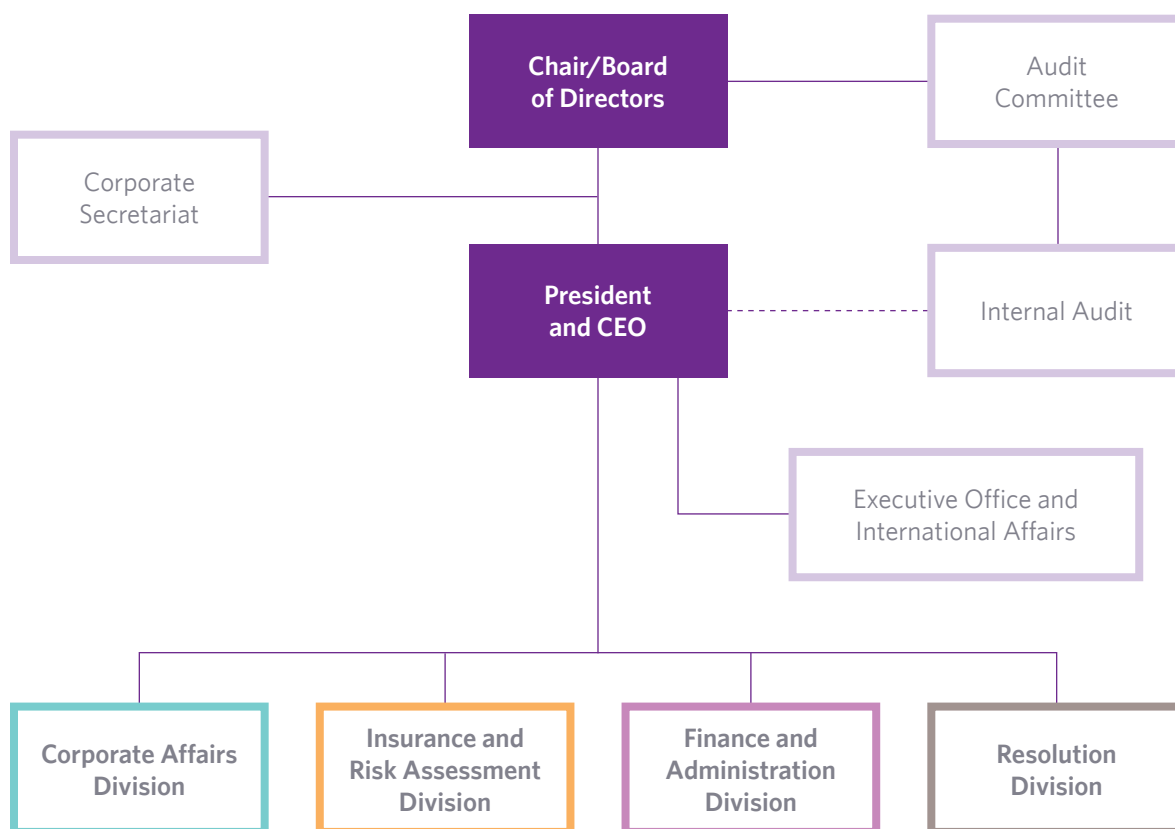 Chair/Board
of Directors
Audit
Committee
Corporate
Secretariat
President
and CEO
Internal Audit
Executive Office and
International Affairs
Corporate Affairs
Division
Insurance and
Risk Assessment
Division
Finance and
Administration
Division
Resolution
Division